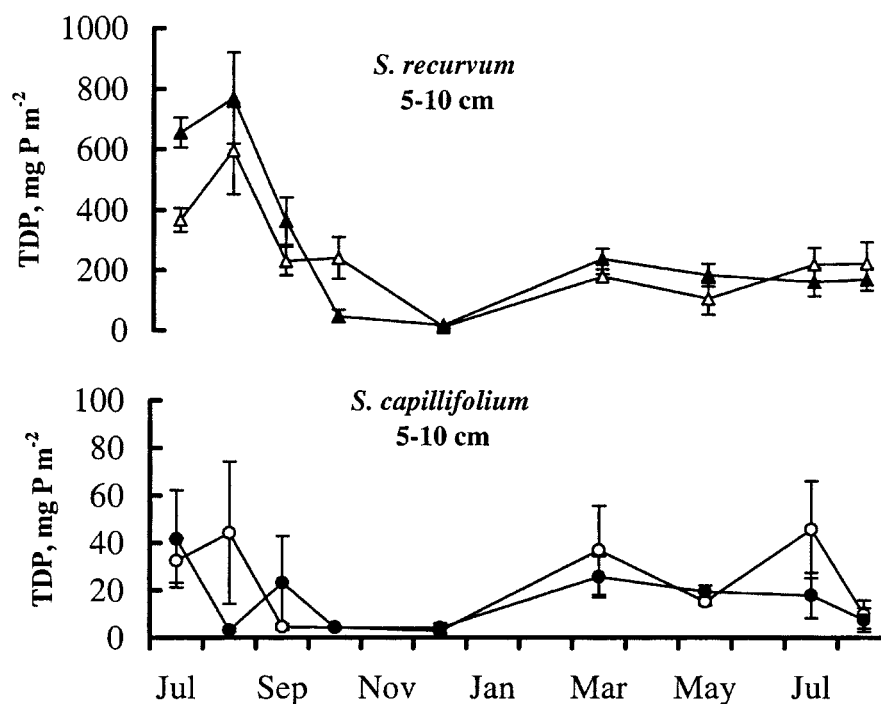 1000
800
600
400
200
0
TDP, mg P m-2
S. recurvum
5-10 cm
100
80
60
40
20
0
TDP, mg P m-2
S. capillifolium
5-10 cm
Jul Sep Nov Jan Mar May Jul